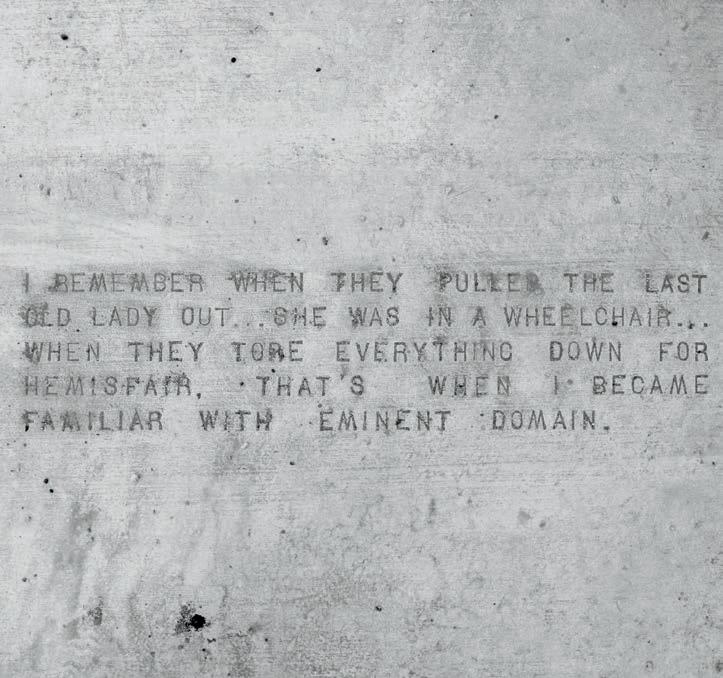 I REMEMBER WHEN THEY PULLED THE LAST
OLD LADY OUT...SHE WAS IN A WHEELCHAIR...
WHEN THEY TORE EVERYTHING DOWN FOR
HEMISFAIR, THAT'S WHEN I BECAME
FAMILIAR WITH EMINENT DOMAIN.